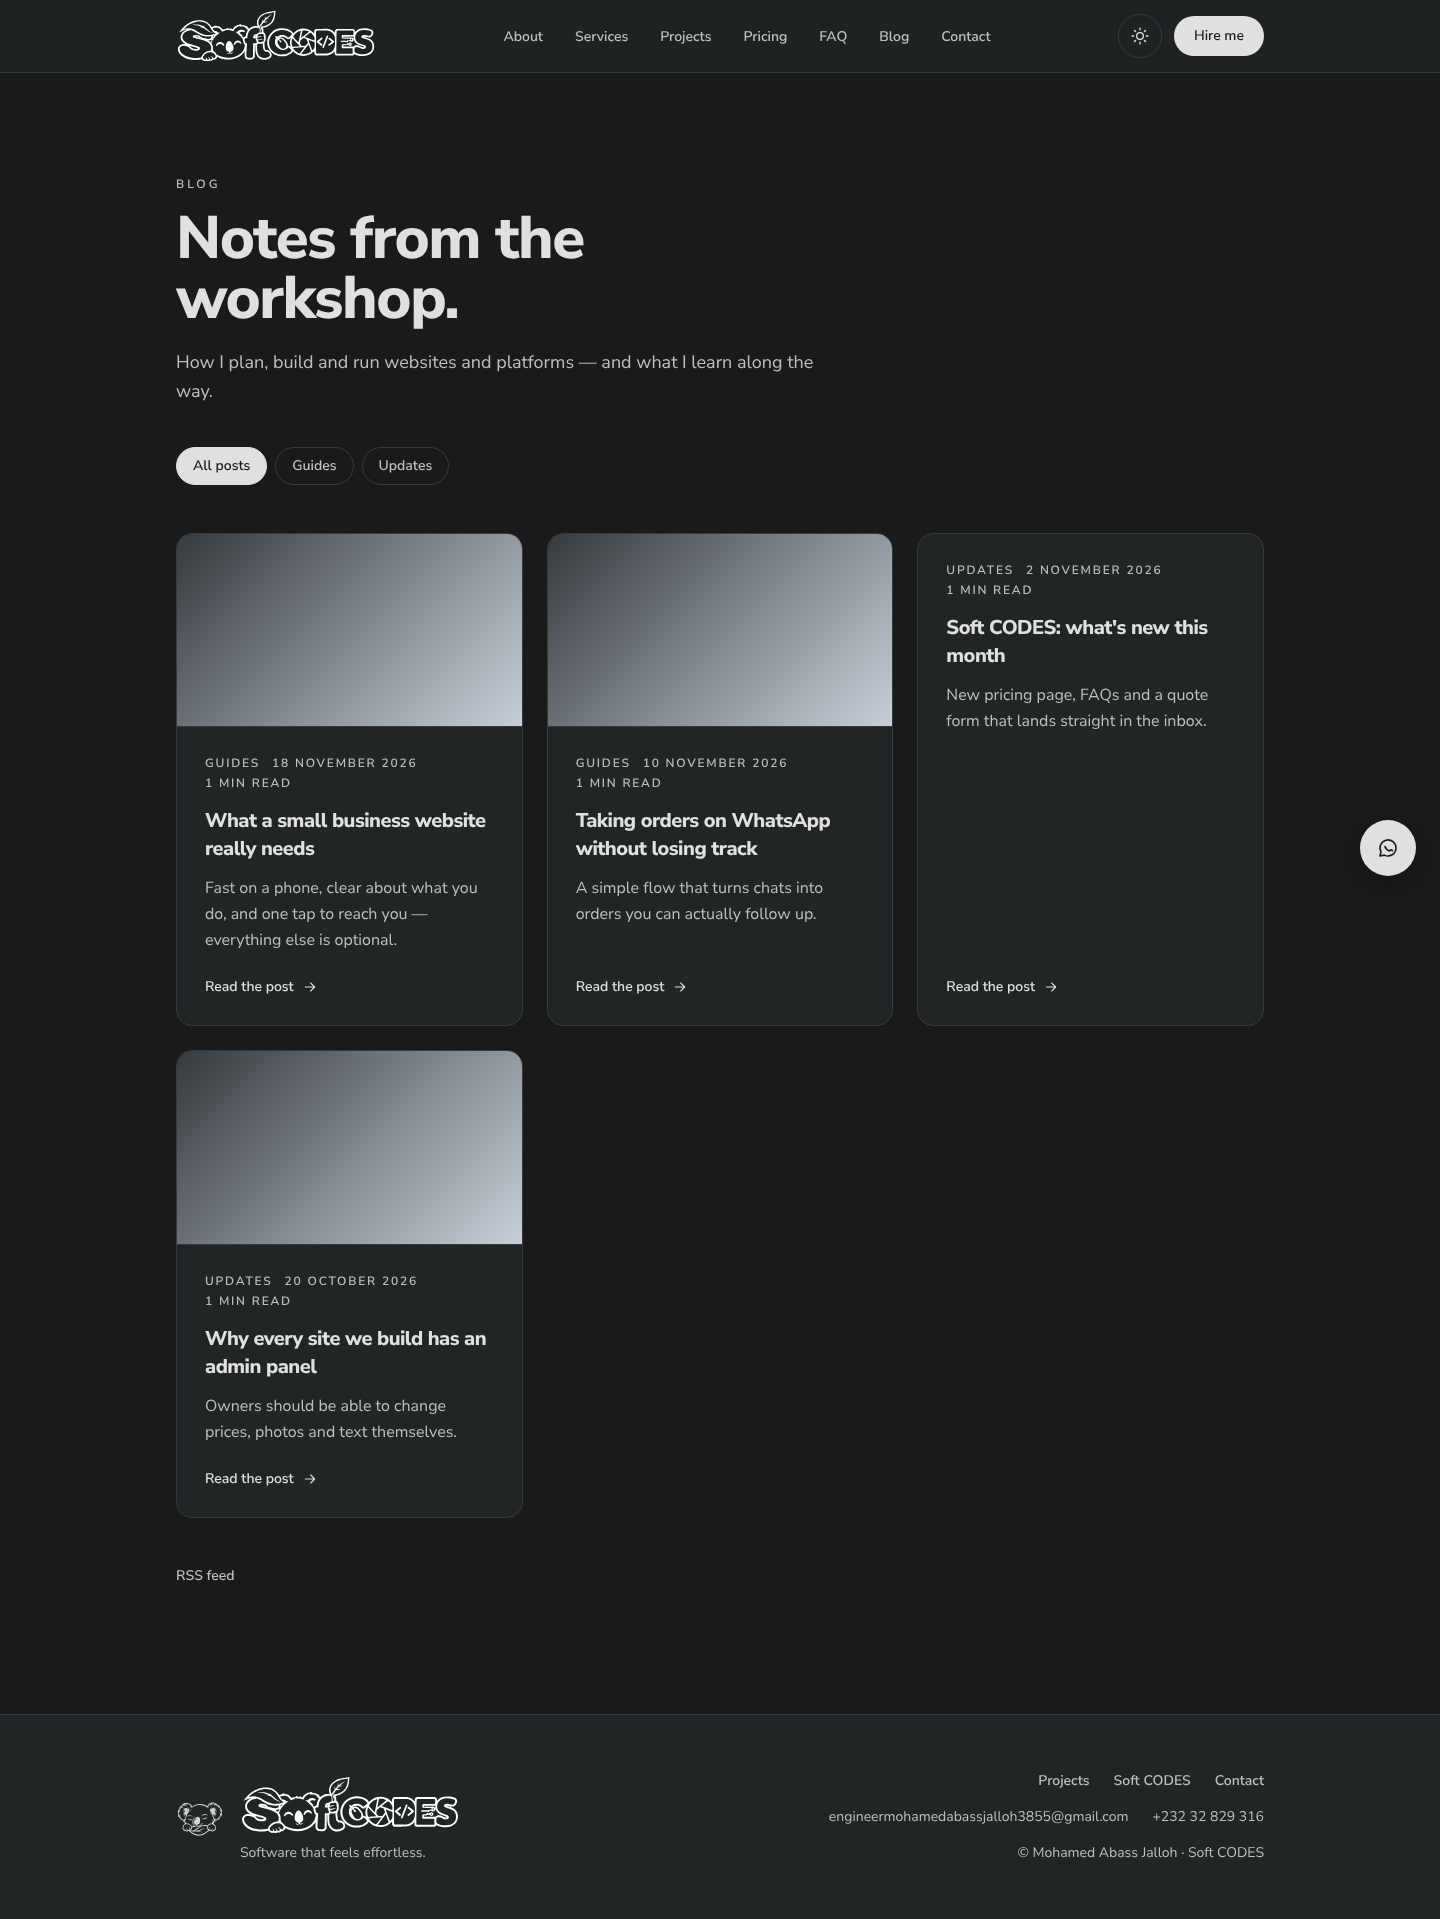 Soft CODES
About Services Projects Pricing FAQ Blog Contact
Hire me
BLOG
Notes from the
workshop.
How I plan, build and run websites and platforms — and what I learn along the
way.
All posts Guides Updates
GUIDES 18 NOVEMBER 2026
1 MIN READ
What a small business website
really needs
Fast on a phone, clear about what you
do, and one tap to reach you —
everything else is optional.
Read the post →
GUIDES 10 NOVEMBER 2026
1 MIN READ
Taking orders on WhatsApp
without losing track
A simple flow that turns chats into
orders you can actually follow up.
Read the post →
UPDATES 2 NOVEMBER 2026
1 MIN READ
Soft CODES: what's new this
month
New pricing page, FAQs and a quote
form that lands straight in the inbox.
Read the post →
UPDATES 20 OCTOBER 2026
1 MIN READ
Why every site we build has an
admin panel
Owners should be able to change
prices, photos and text themselves.
Read the post →
RSS feed
Soft CODES
Software that feels effortless.
Projects Soft CODES Contact
engineermohamedabassjalloh3855@gmail.com +232 32 829 316
© Mohamed Abass Jalloh · Soft CODES